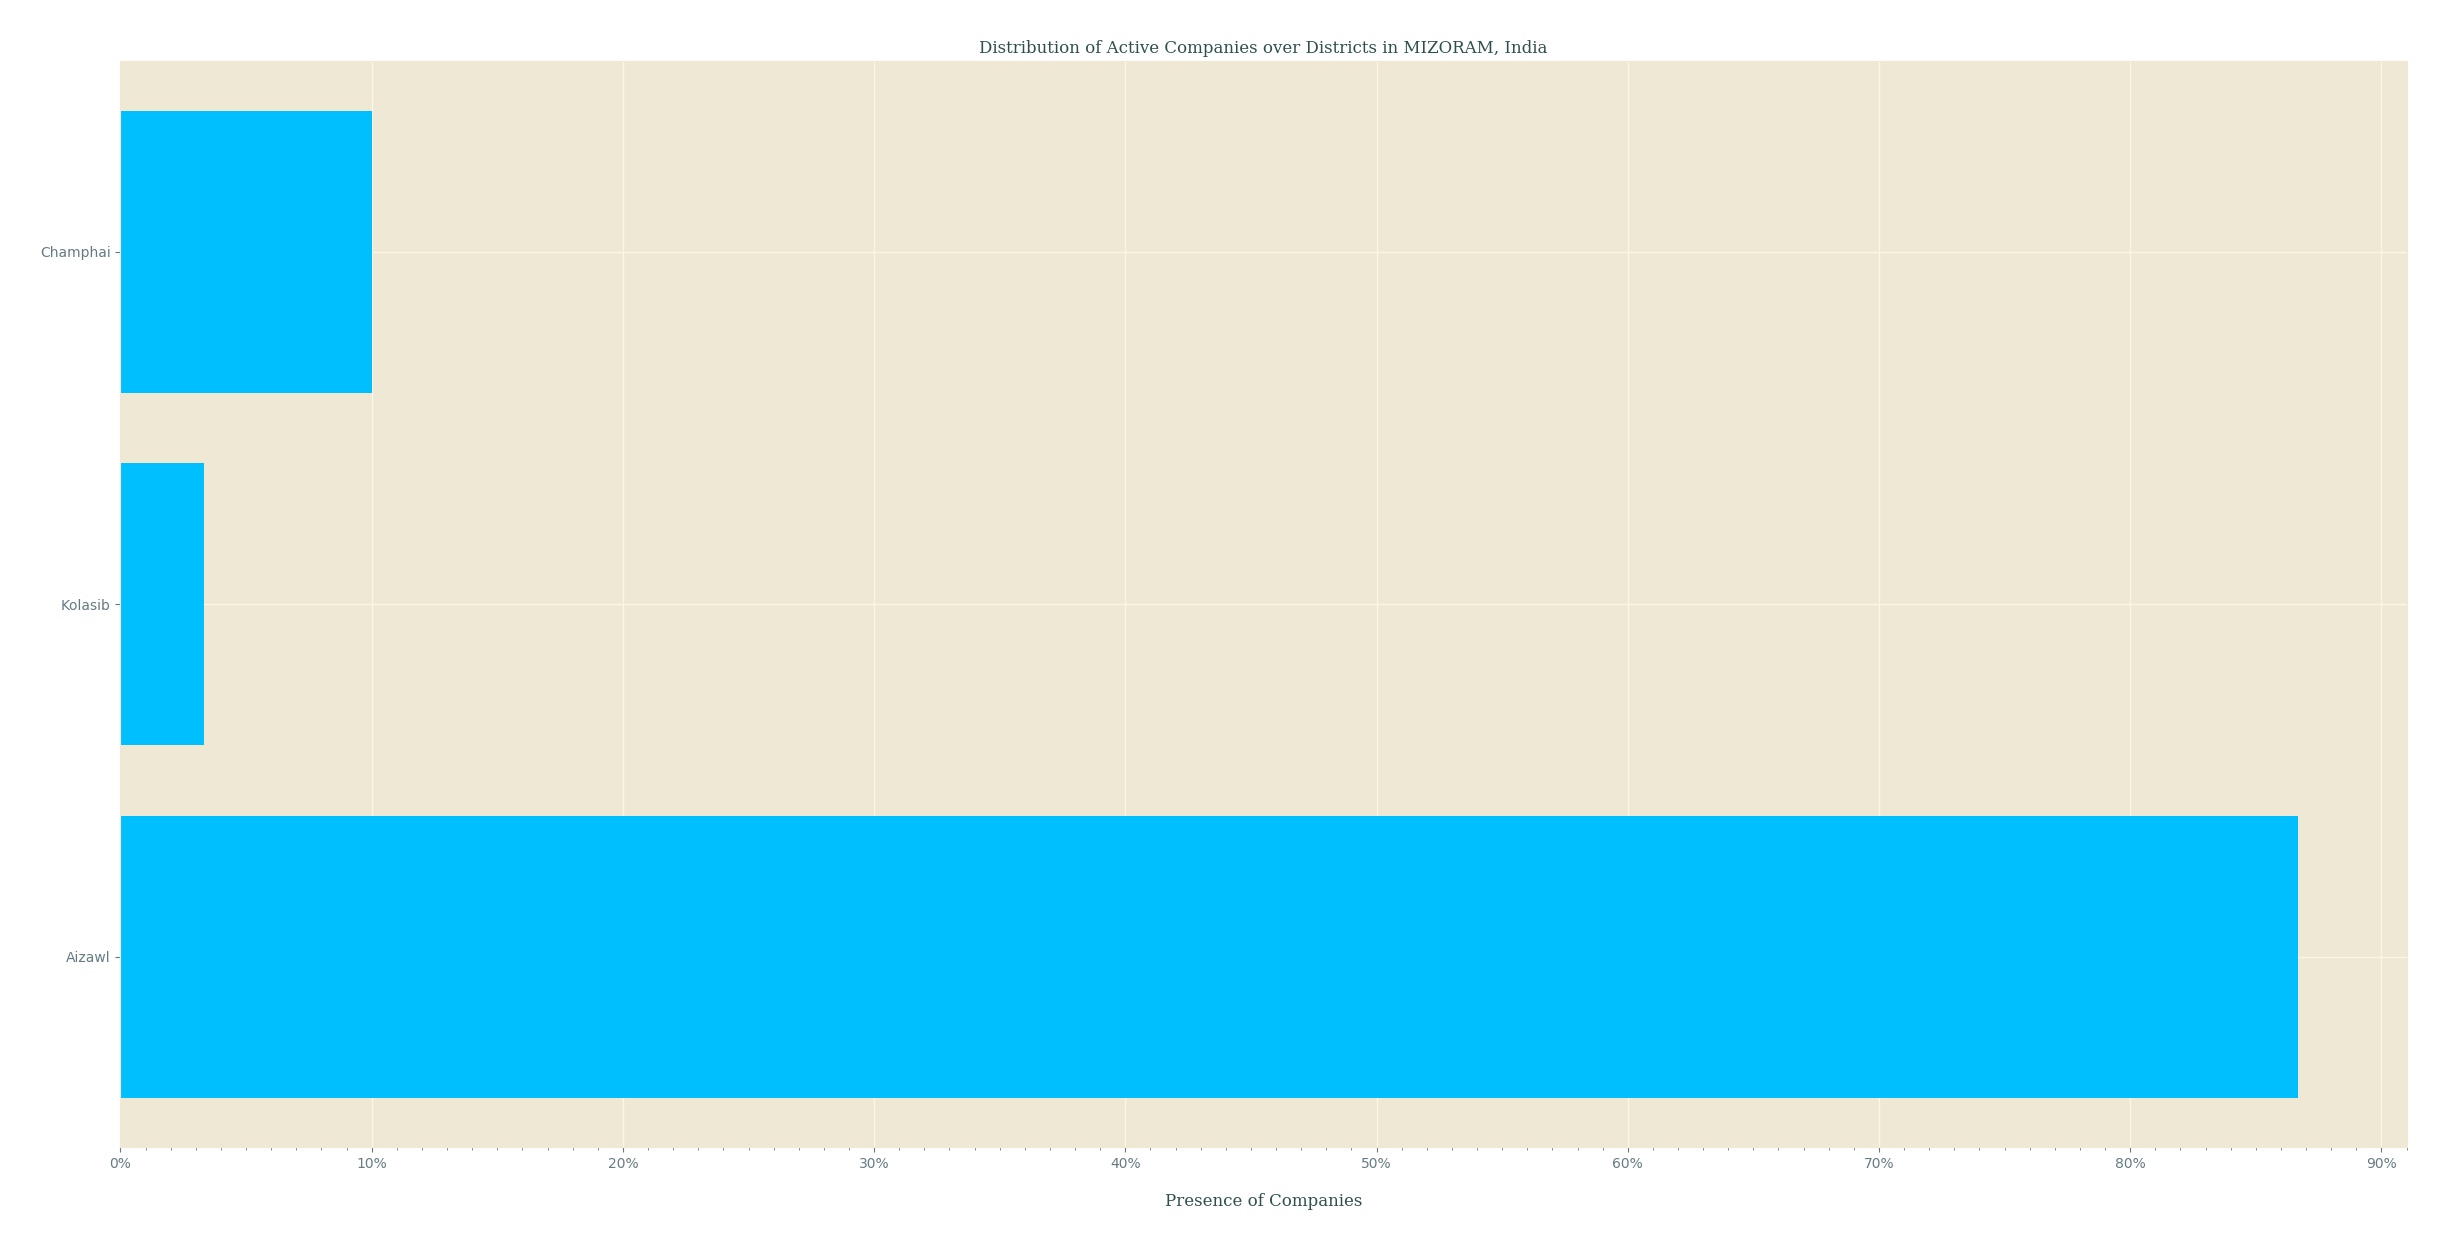 Distribution of Active Companies over Districts in MIZORAM, India
Champhai
Kolasib
Aizawl
0% 10% 20% 30% 40% 50% 60% 70% 80% 90%
Presence of Companies